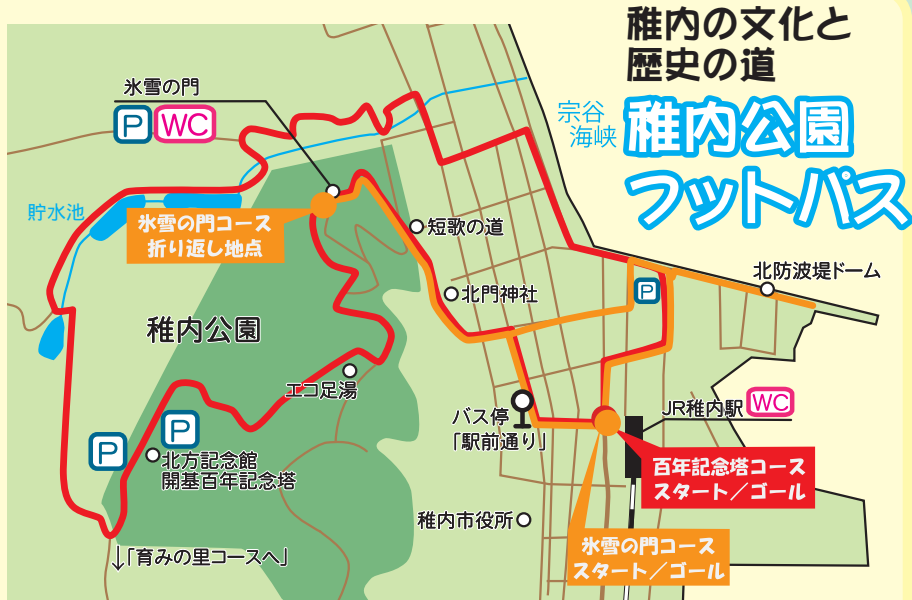 稚内の文化と
歴史の道
稚内公園
フットパス
宗谷
海峡
氷雪の門
P WC
貯水池
氷雪の門コース
折り返し地点
短歌の道
北門神社
北防波堤ドーム
P
稚内公園
エコ足湯
バス停
「駅前通り」
JR稚内駅 WC
P
P
北方記念館
開基百年記念塔
百年記念塔コース
スタート/ゴール
稚内市役所
氷雪の門コース
スタート/ゴール
↓「育みの里コースへ」